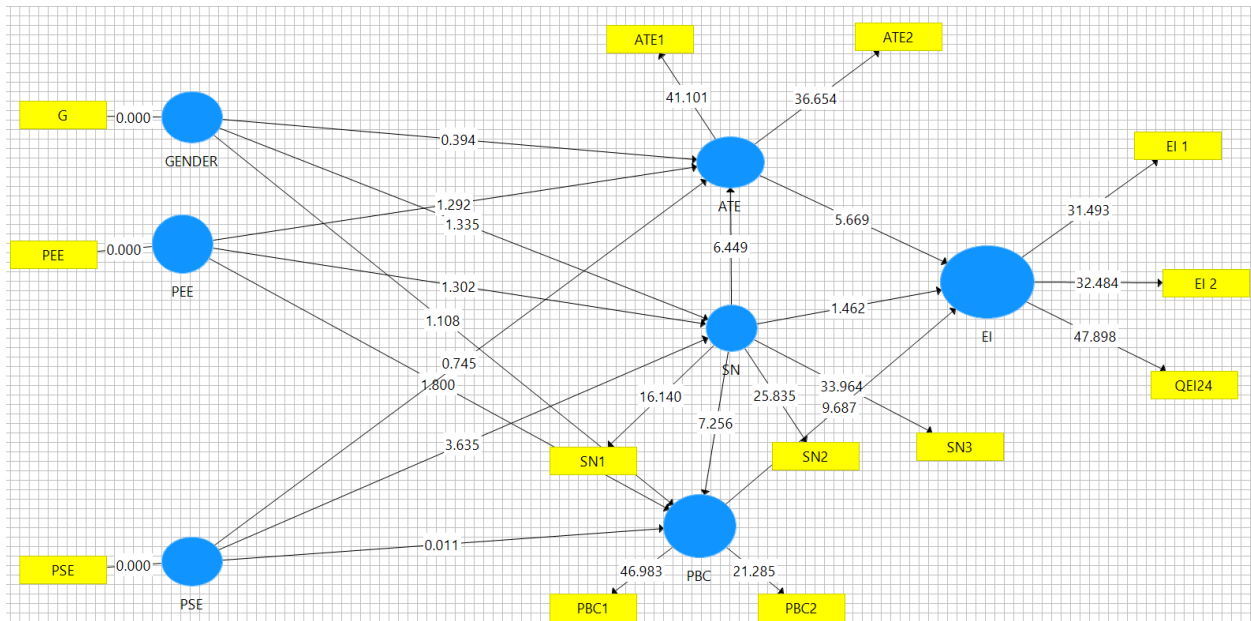 ATE1
ATE2
41.101
36.654
G
0.000
GENDER
0.394
EI 1
ATE
1.292
1.335
5.669
31.493
PEE
0.000
PEE
6.449
1.302
1.462
32.484
EI 2
1.108
EI
47.898
0.745
SN
1.800
33.964
QEI24
16.140
25.835
9.687
7.256
3.635
SN1
SN2
SN3
0.011
PSE
0.000
PSE
46.983
PBC
21.285
PBC1
PBC2